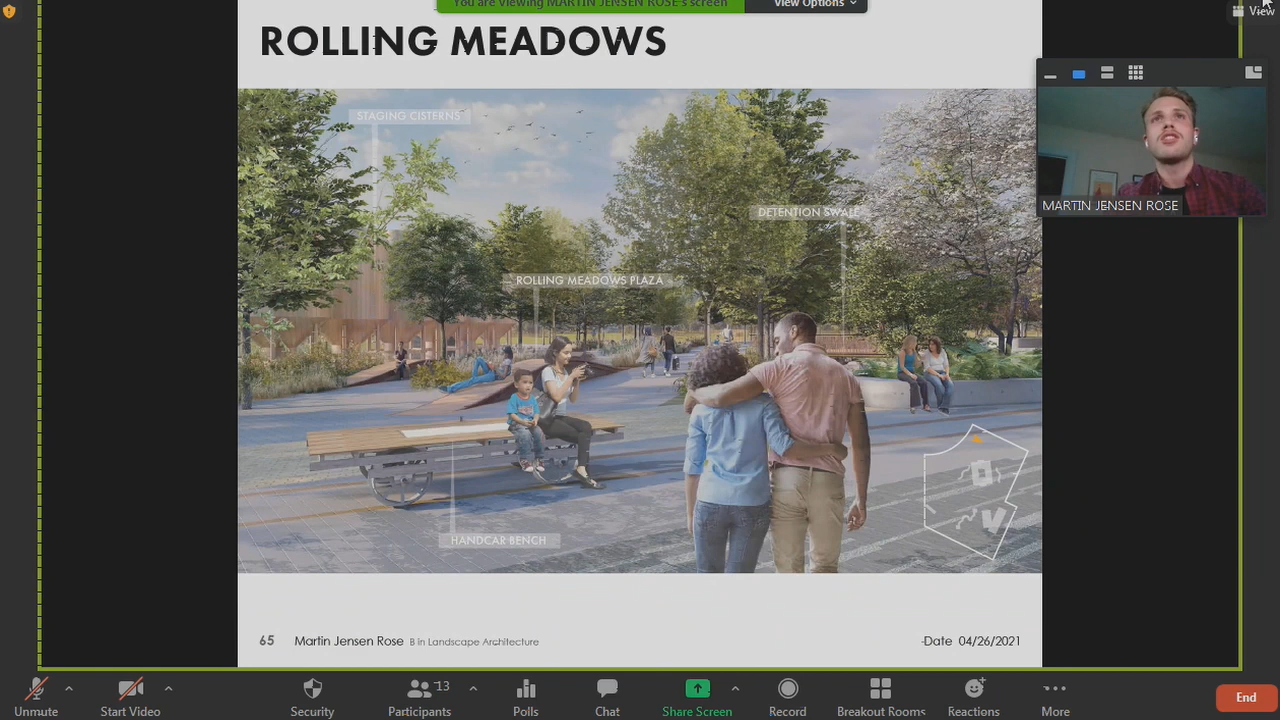 You are viewing MARTIN JENSEN ROSE's screen
View Options
View
ROLLING MEADOWS
STAGING CISTERNS
DETENTION SWALE
ROLLING MEADOWS PLAZA
HANDCAR BENCH
MARTIN JENSEN ROSE
65 Martin Jensen Rose B in Landscape Architecture
-Date 04/26/2021
13
Unmute
Start Video
Security
Participants
Polls
Chat
Share Screen
Record
Breakout Rooms
Reactions
More
End